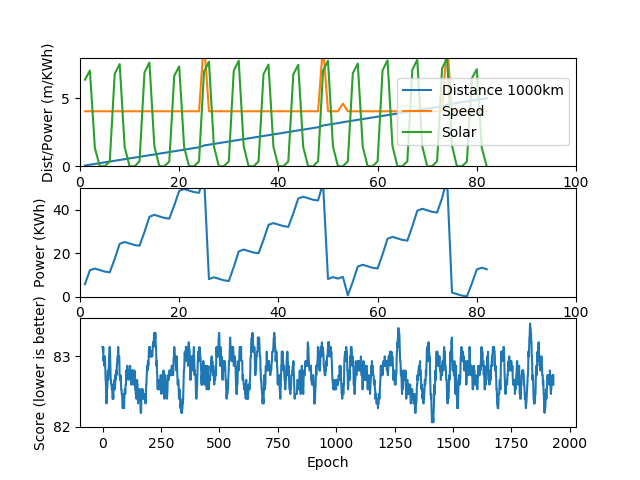 Dist/Power (m/KWh)
5
0
Distance 1000km
Speed
Solar
0 20 40 60 80 100
Power (KWh)
40
20
0
0 20 40 60 80 100
Score (lower is better)
83
82
0 250 500 750 1000 1250 1500 1750 2000
Epoch